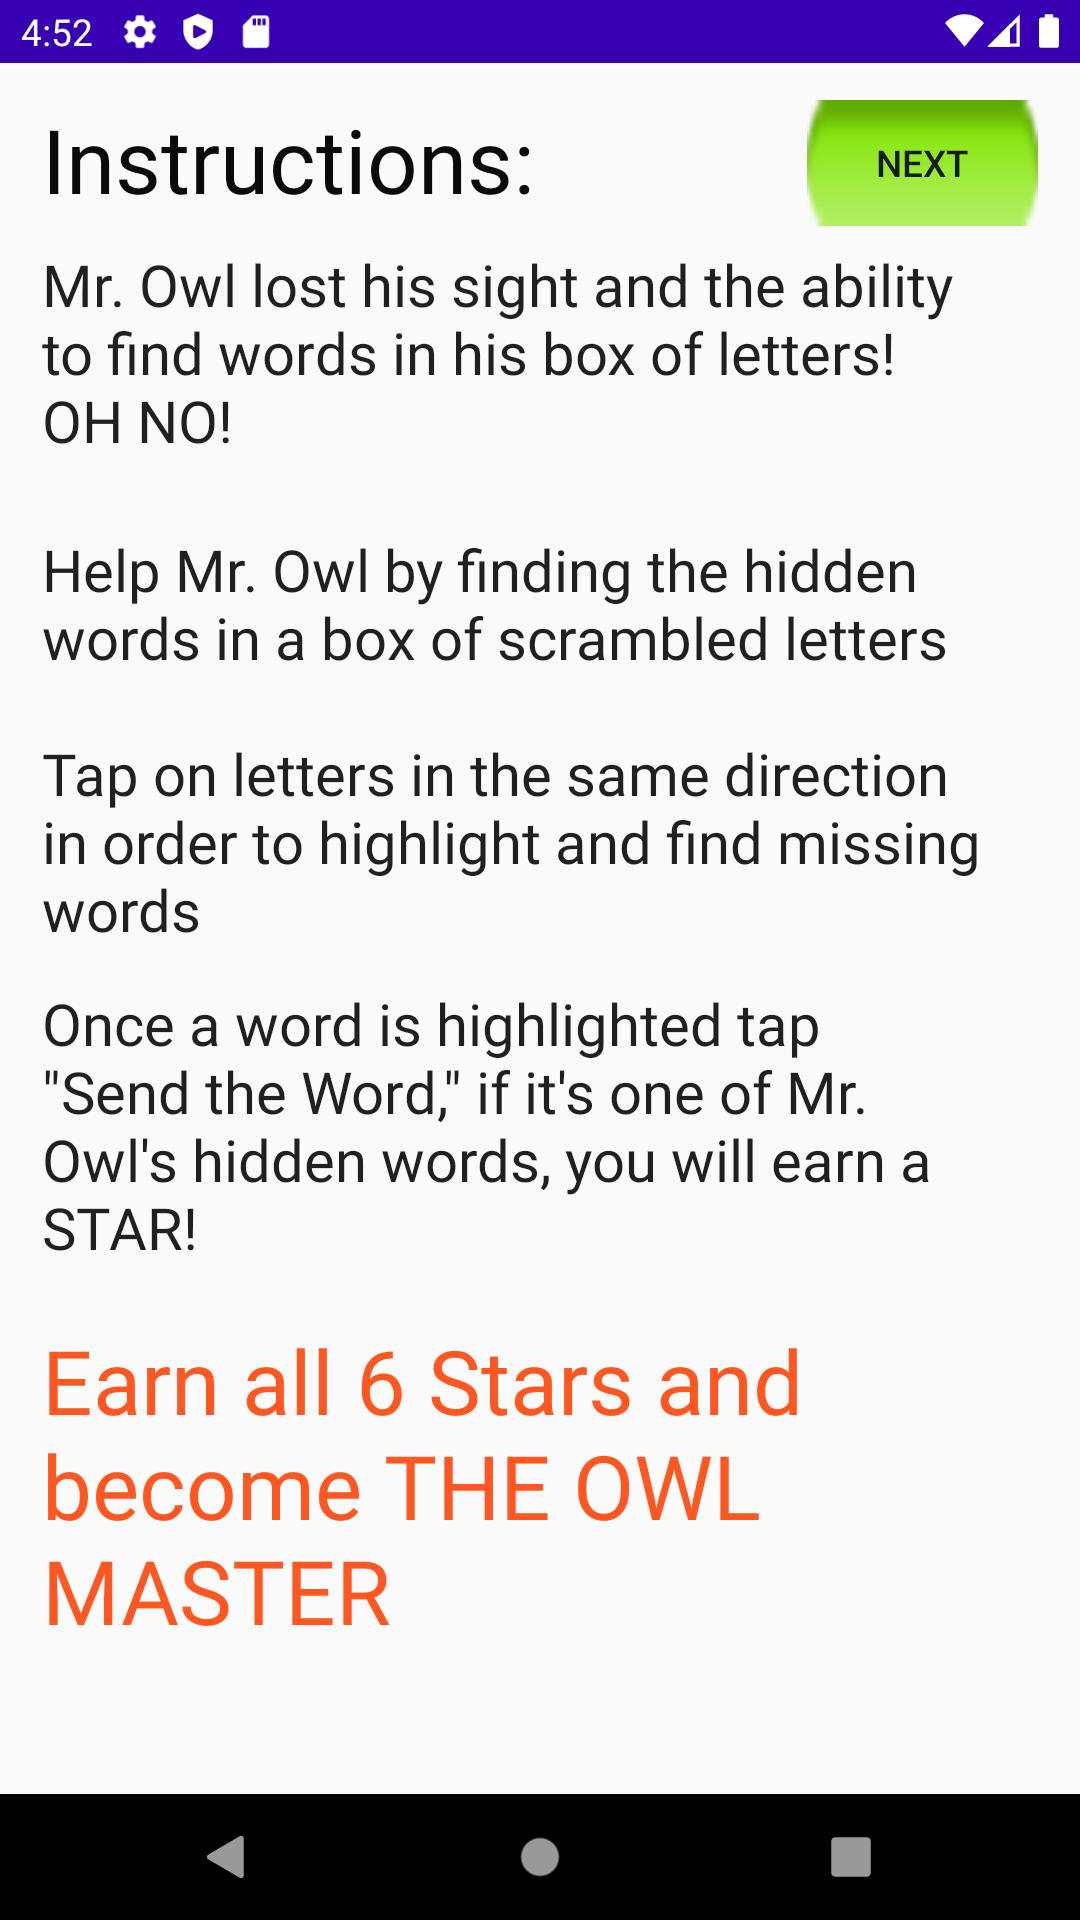 4:52
Instructions:
NEXT
Mr. Owl lost his sight and the ability
to find words in his box of letters!
OH NO!
Help Mr. Owl by finding the hidden
words in a box of scrambled letters
Tap on letters in the same direction
in order to highlight and find missing
words
Once a word is highlighted tap
"Send the Word," if it's one of Mr.
Owl's hidden words, you will earn a
STAR!
Earn all 6 Stars and
become THE OWL
MASTER